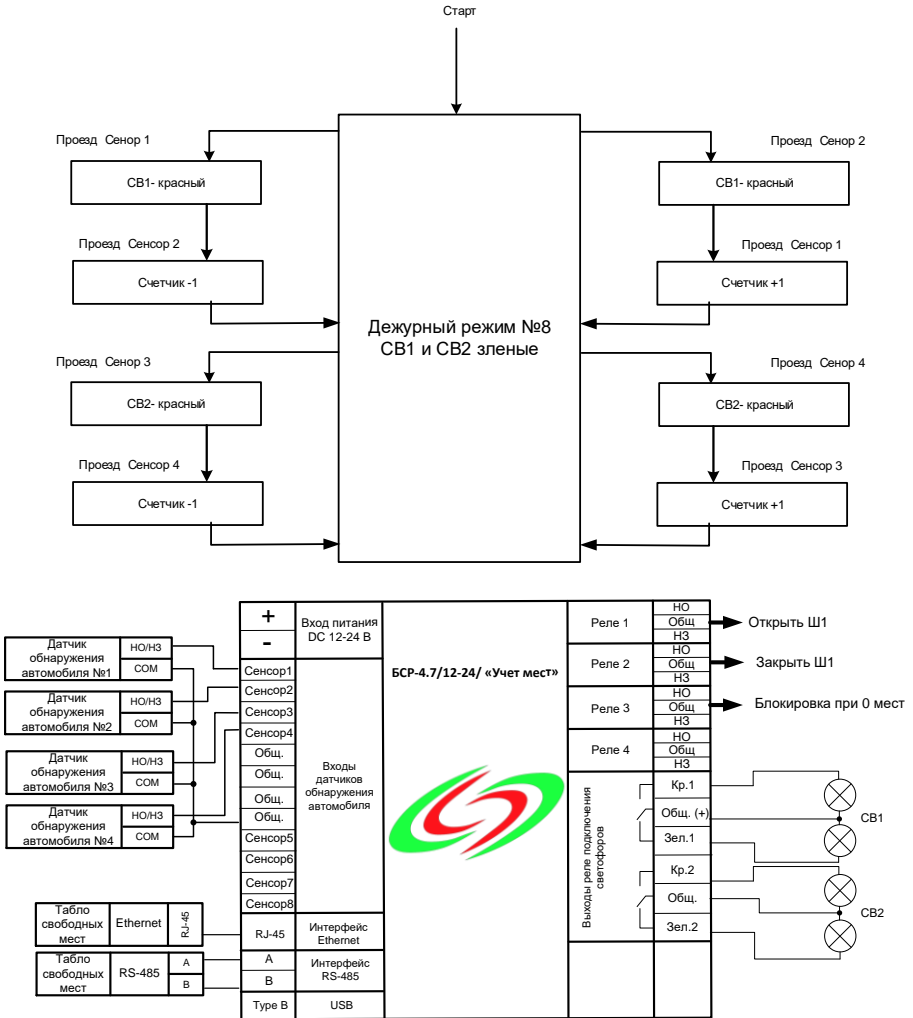 Старт
Проезд Сенор 1
Проезд Сенор 2
СВ1- красный
СВ1- красный
Проезд Сенсор 2
Проезд Сенсор 1
Счетчик -1
Счетчик +1
Дежурный режим №8
СВ1 и СВ2 зленые
Проезд Сенор 3
Проезд Сенор 4
СВ2- красный
СВ2- красный
Проезд Сенсор 4
Проезд Сенсор 3
Счетчик -1
Счетчик +1
Датчик
обнаружения
автомобиля №1
НО/НЗ
COM
Датчик
обнаружения
автомобиля №2
НО/НЗ
COM
Датчик
обнаружения
автомобиля №3
НО/НЗ
COM
Датчик
обнаружения
автомобиля №4
НО/НЗ
COM
Табло
свободных
мест
Ethernet
RJ-45
Табло
свободных
мест
RS-485
A
B
+
-
Вход питания
DC 12-24 В
Сенсор1
Сенсор2
Сенсор3
Сенсор4
Общ.
Общ.
Общ.
Общ.
Сенсор5
Сенсор6
Сенсор7
Сенсор8
Входы
датчиков
обнаружения
автомобиля
RJ-45
Интерфейс
Ethernet
A
B
Интерфейс
RS-485
Type B
USB
БСР-4.7/12-24/ «Учет мест»
Реле 1
НО
Общ
НЗ
Открыть Ш1
Реле 2
НО
Общ
НЗ
Закрыть Ш1
Реле 3
НО
Общ
НЗ
Блокировка при 0 мест
Реле 4
НО
Общ
НЗ
Выходы реле подключения
светофоров
Кр.1
Общ. (+)
Зел.1
СВ1
Кр.2
Общ.
Зел.2
СВ2